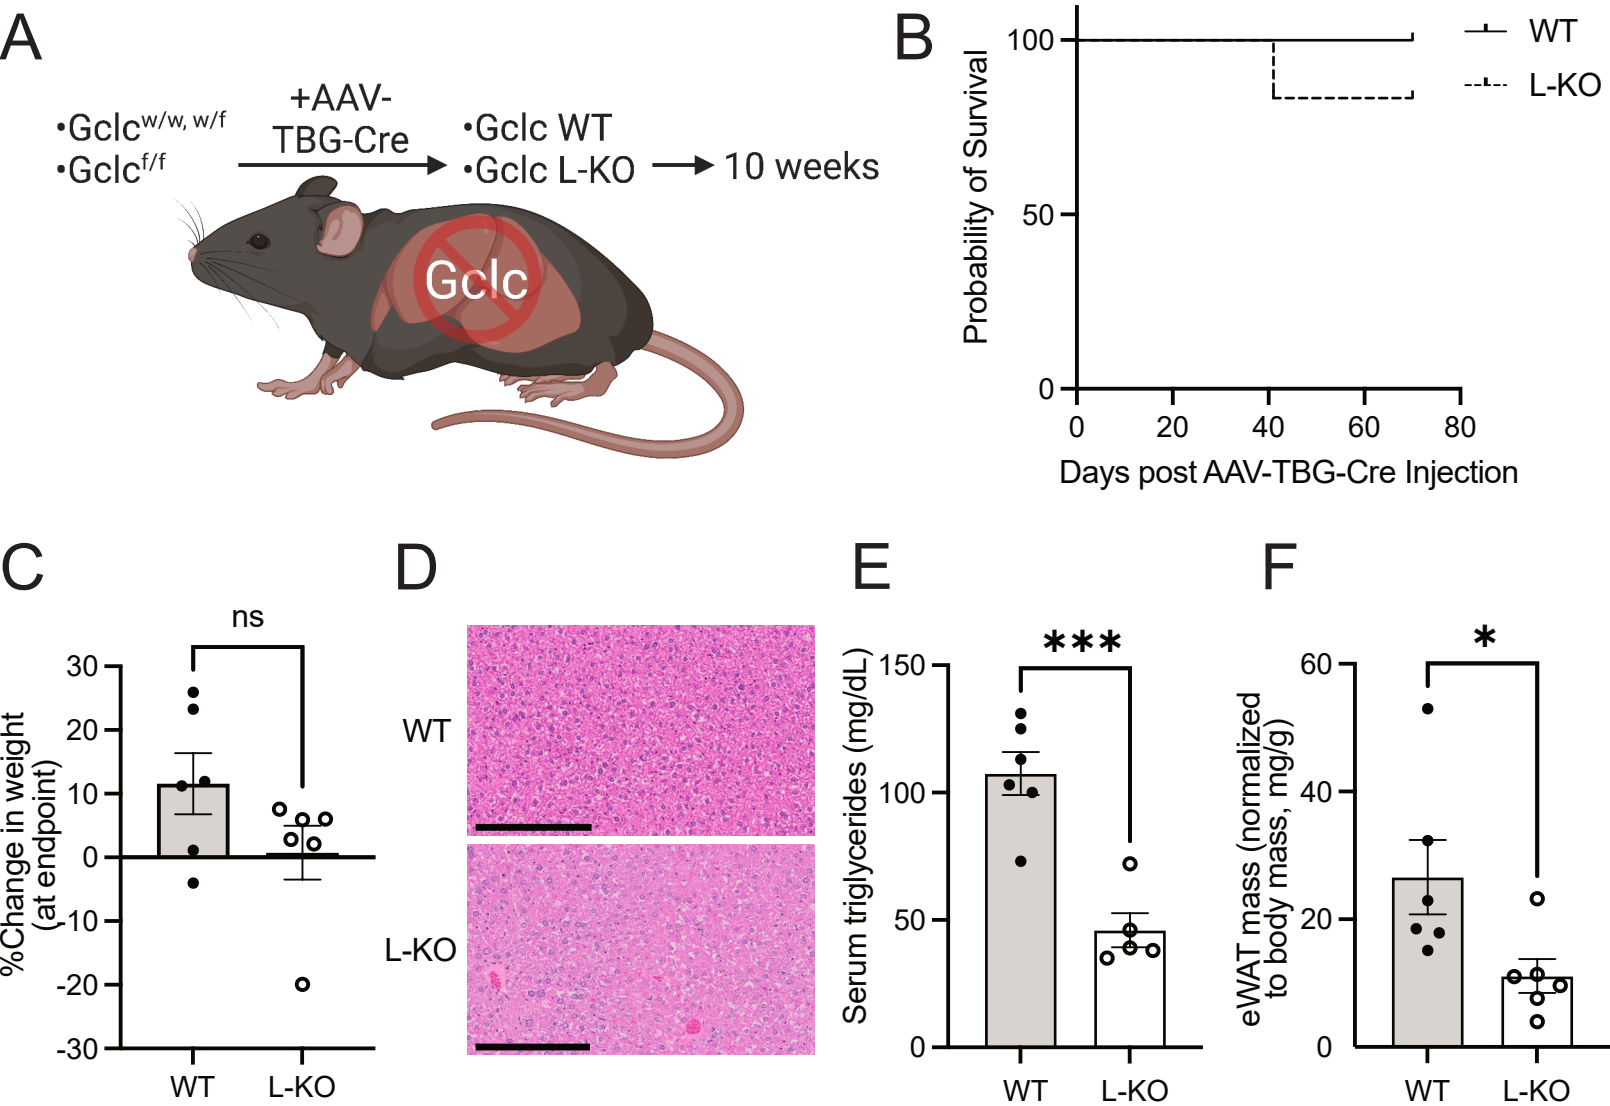 A
•Gclcw/w, w/f
•Gclcf/f
+AAV-
TBG-Cre
•Gclc WT
•Gclc L-KO
10 weeks
Gclc
B
Probability of Survival
100
50
0
0 20 40 60 80
Days post AAV-TBG-Cre Injection
WT
L-KO
C
%Change in weight
(at endpoint)
ns
30
20
10
0
-10
-20
-30
WT L-KO
D
WT
L-KO
E
Serum triglycerides (mg/dL)
***
150
100
50
0
WT L-KO
F
eWAT mass (normalized
to body mass, mg/g)
*
60
40
20
0
WT L-KO